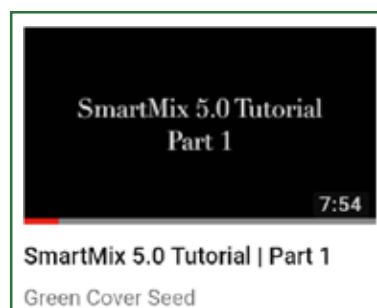 SmartMix 5.0 Tutorial
Part 1
7:54
SmartMix 5.0 Tutorial | Part 1
Green Cover Seed